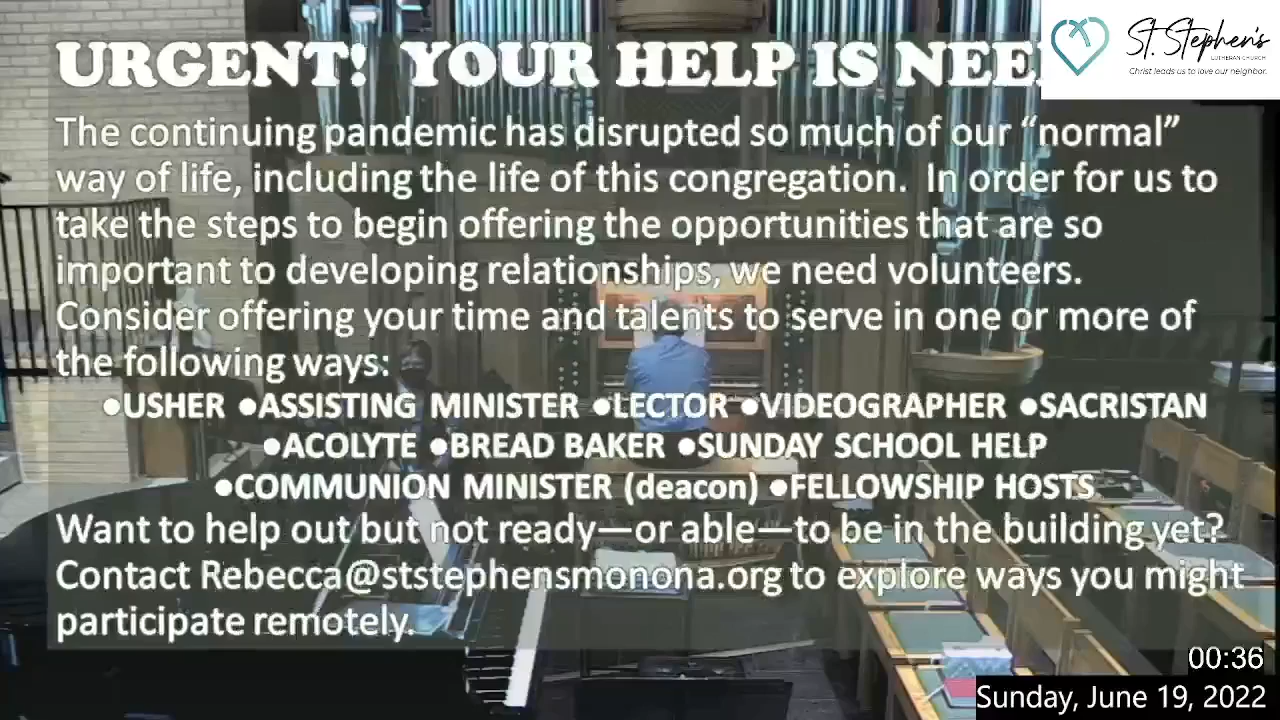 URGENT! YOUR HELP IS NEE
St. Stephen's
LUTHERAN CHURCH
Christ leads us to love our neighbor.
The continuing pandemic has disrupted so much of our “normal”
way of life, including the life of this congregation. In order for us to
take the steps to begin offering the opportunities that are so
important to developing relationships, we need volunteers.
Consider offering your time and talents to serve in one or more of
the following ways:
●USHER ●ASSISTING MINISTER ●LECTOR ●VIDEOGRAPHER ●SACRISTAN
●ACOLYTE ●BREAD BAKER ●SUNDAY SCHOOL HELP
●COMMUNION MINISTER (deacon) ●FELLOWSHIP HOSTS
Want to help out but not ready—or able—to be in the building yet?
Contact Rebecca@ststephensmonona.org to explore ways you might
participate remotely.
00:36
Sunday, June 19, 2022